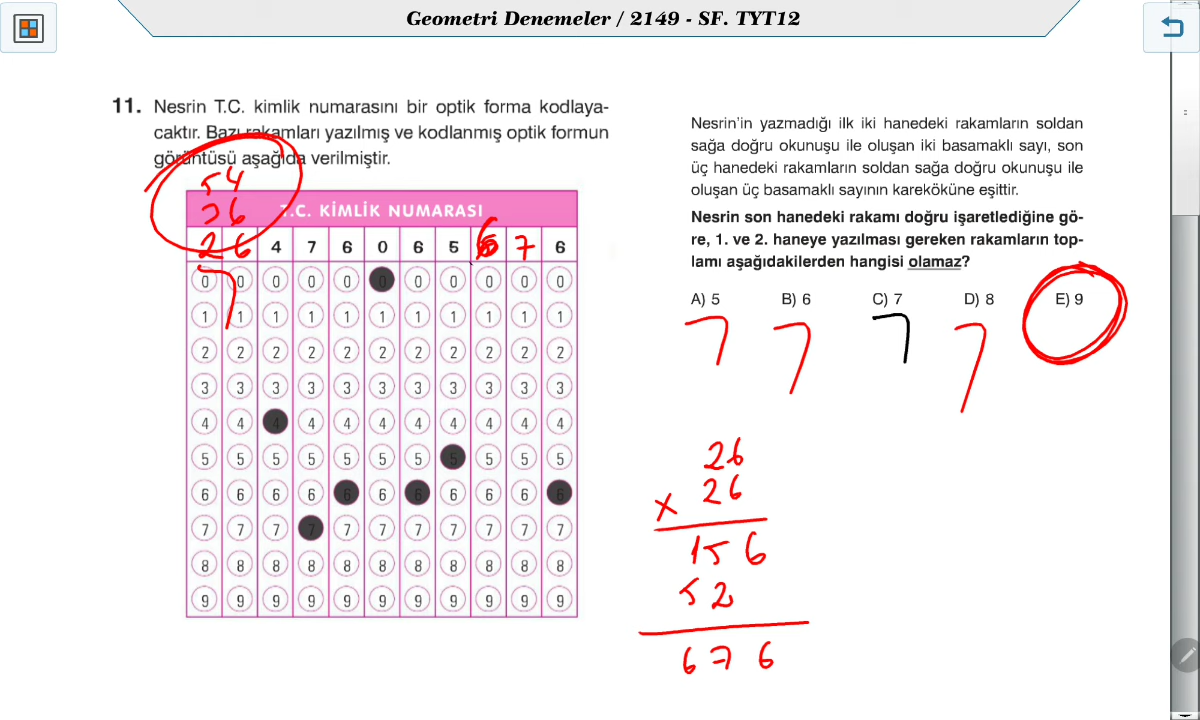 Geometri Denemeler / 2149 - SF. TYT12
11. Nesrin T.C. kimlik numarasını bir optik forma kodlaya-
caktır. Bazı rakamları yazılmış ve kodlanmış optik formun
görüntüsü aşağıda verilmiştir.
54
36
T.C. KİMLİK NUMARASI
2 6 4 7 6 0 6 5 6 7 6
0 0 0 0 0 0 0 0 0 0 0
1 1 1 1 1 1 1 1 1 1 1
2 2 2 2 2 2 2 2 2 2 2
3 3 3 3 3 3 3 3 3 3 3
4 4 4 4 4 4 4 4 4 4 4
5 5 5 5 5 5 5 5 5 5 5
6 6 6 6 6 6 6 6 6 6 6
7 7 7 7 7 7 7 7 7 7 7
8 8 8 8 8 8 8 8 8 8 8
9 9 9 9 9 9 9 9 9 9 9
Nesrin'in yazmadığı ilk iki hanedeki rakamların soldan
sağa doğru okunuşu ile oluşan iki basamaklı sayı, son
üç hanedeki rakamların soldan sağa doğru okunuşu ile
oluşan üç basamaklı sayının kareköküne eşittir.
Nesrin son hanedeki rakamı doğru işaretlediğine gö-
re, 1. ve 2. haneye yazılması gereken rakamların top-
lamı aşağıdakilerden hangisi olamaz?
A) 5 B) 6 C) 7 D) 8 E) 9
26
x 26
156
52
676